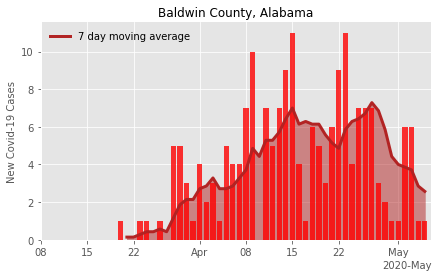 Baldwin County, Alabama
7 day moving average
New Covid-19 Cases
10
8
6
4
2
0
08 15 22 Apr 08 15 22 May
2020-May